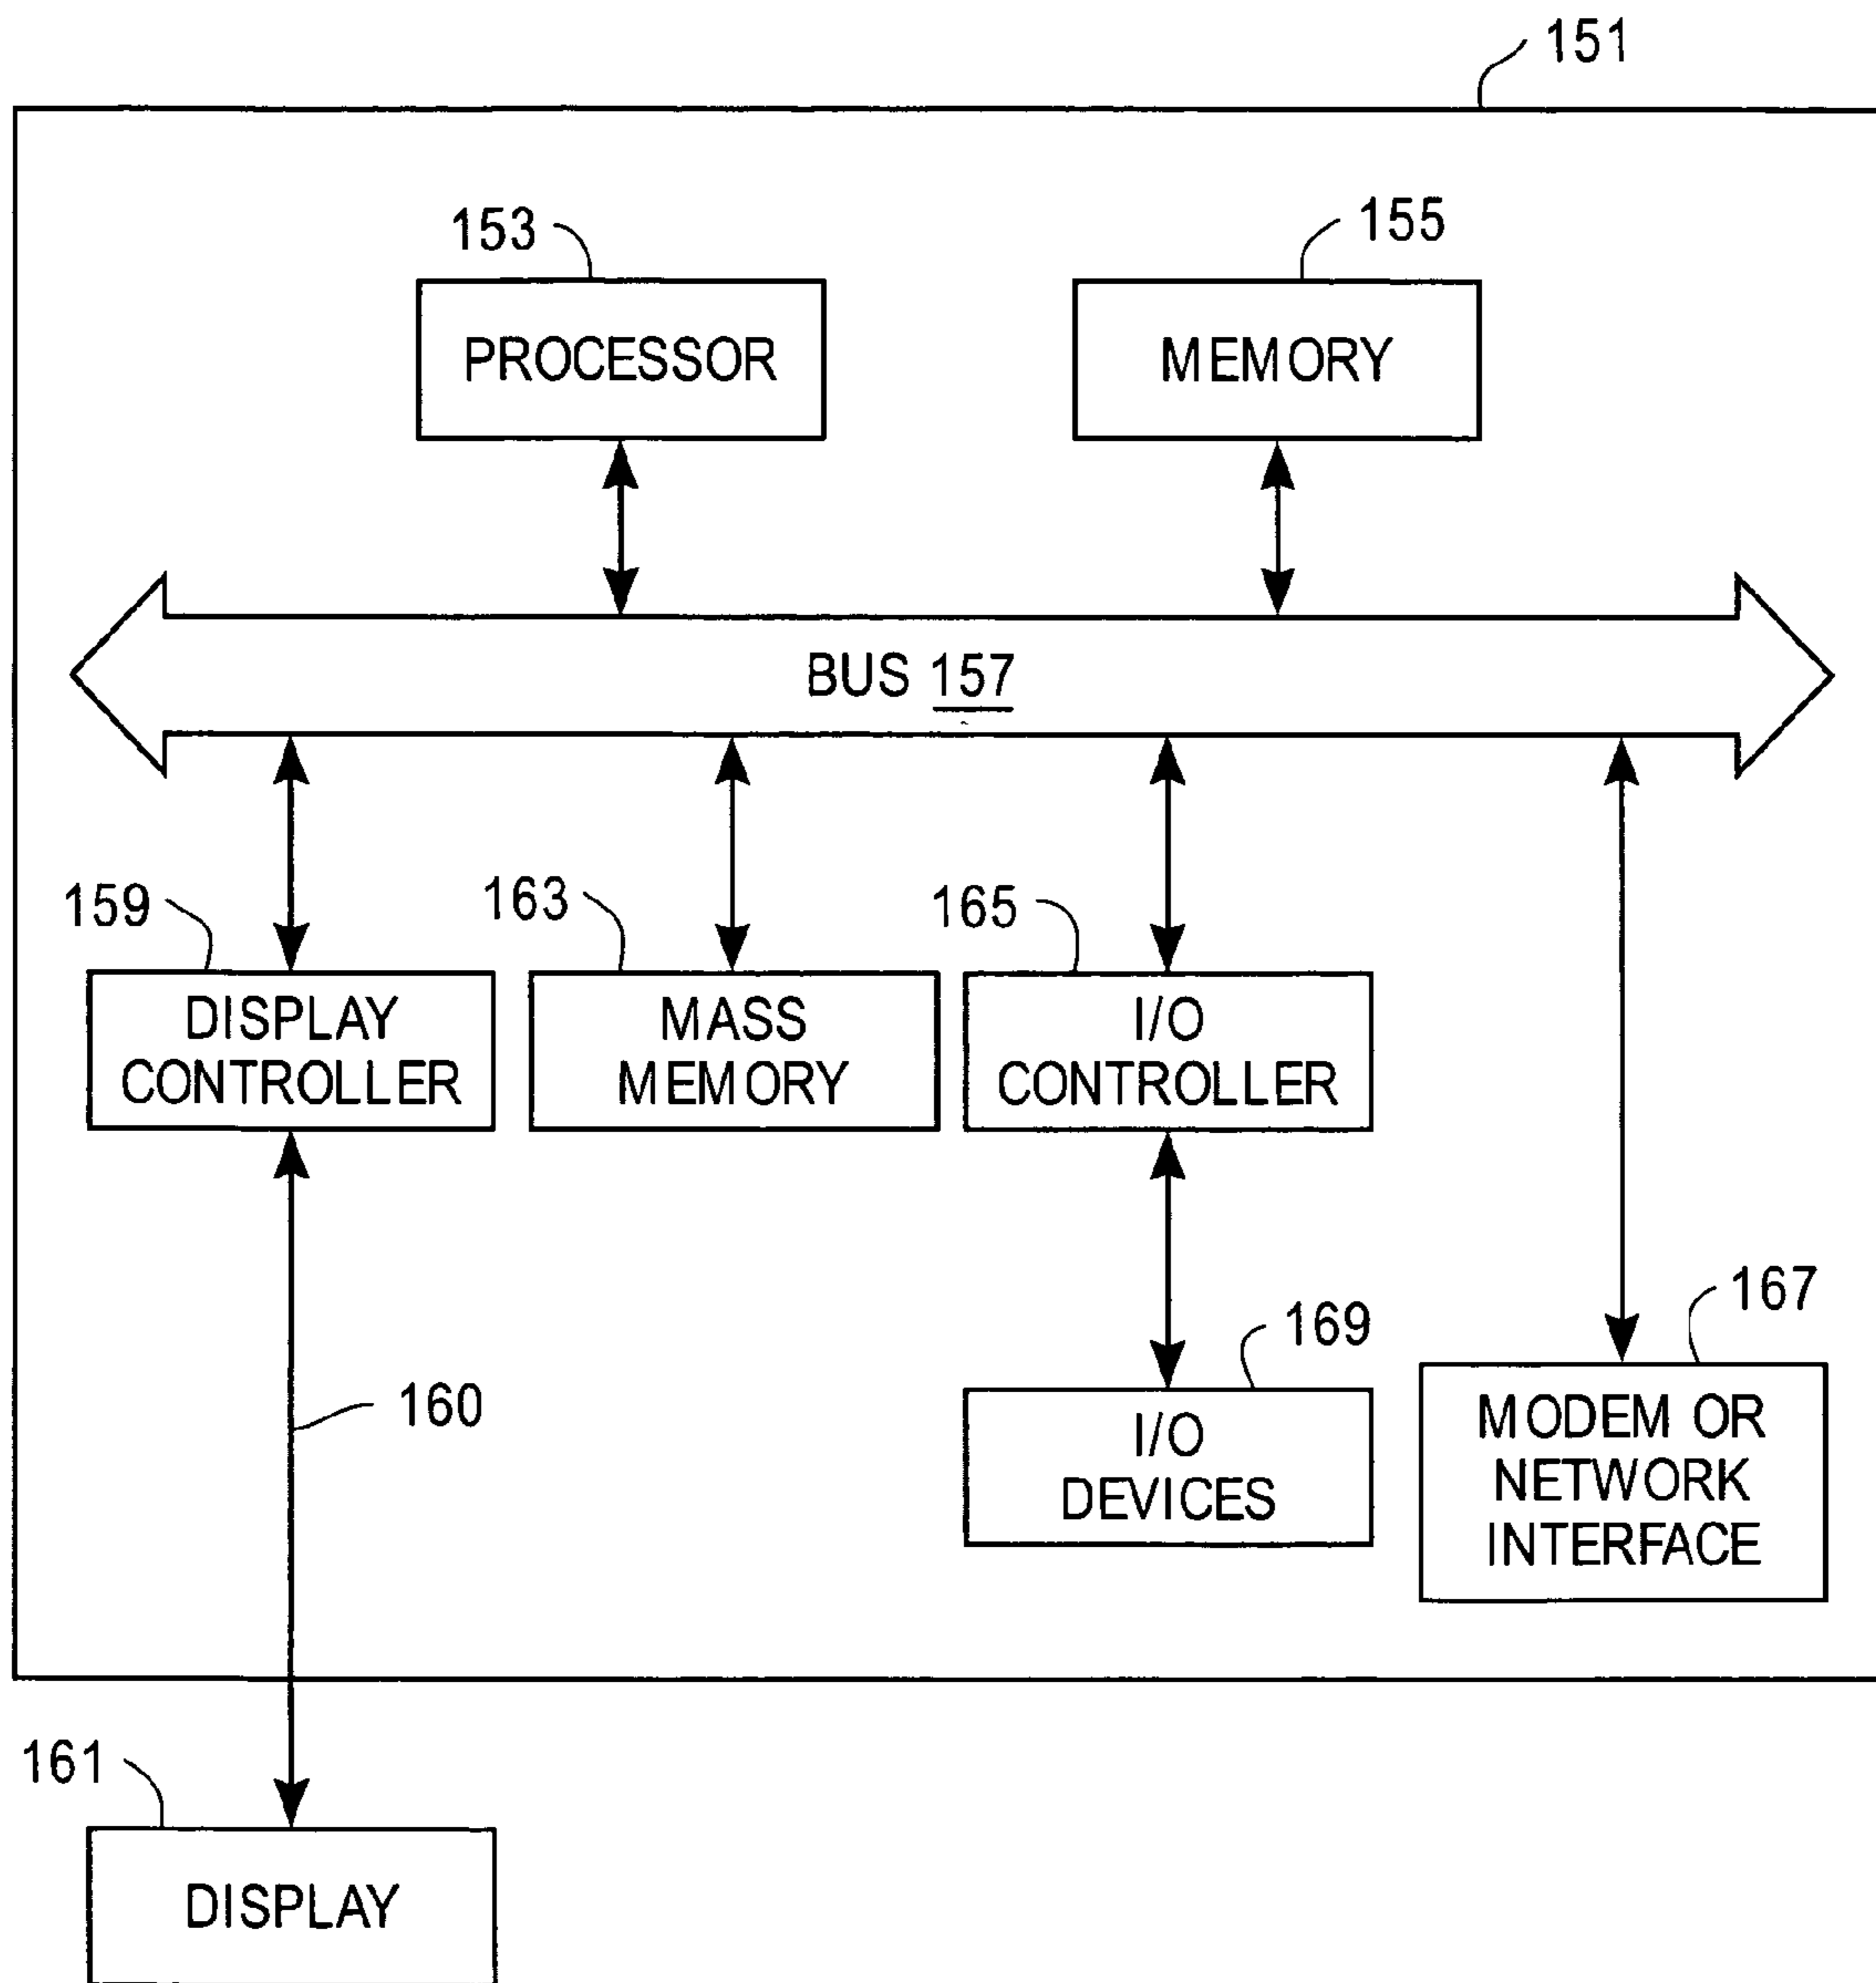 151
153
155
PROCESSOR
MEMORY
BUS 157
159
163
165
DISPLAY
CONTROLLER
MASS
MEMORY
I/O
CONTROLLER
167
169
160
I/O
DEVICES
MODEM OR
NETWORK
INTERFACE
161
DISPLAY